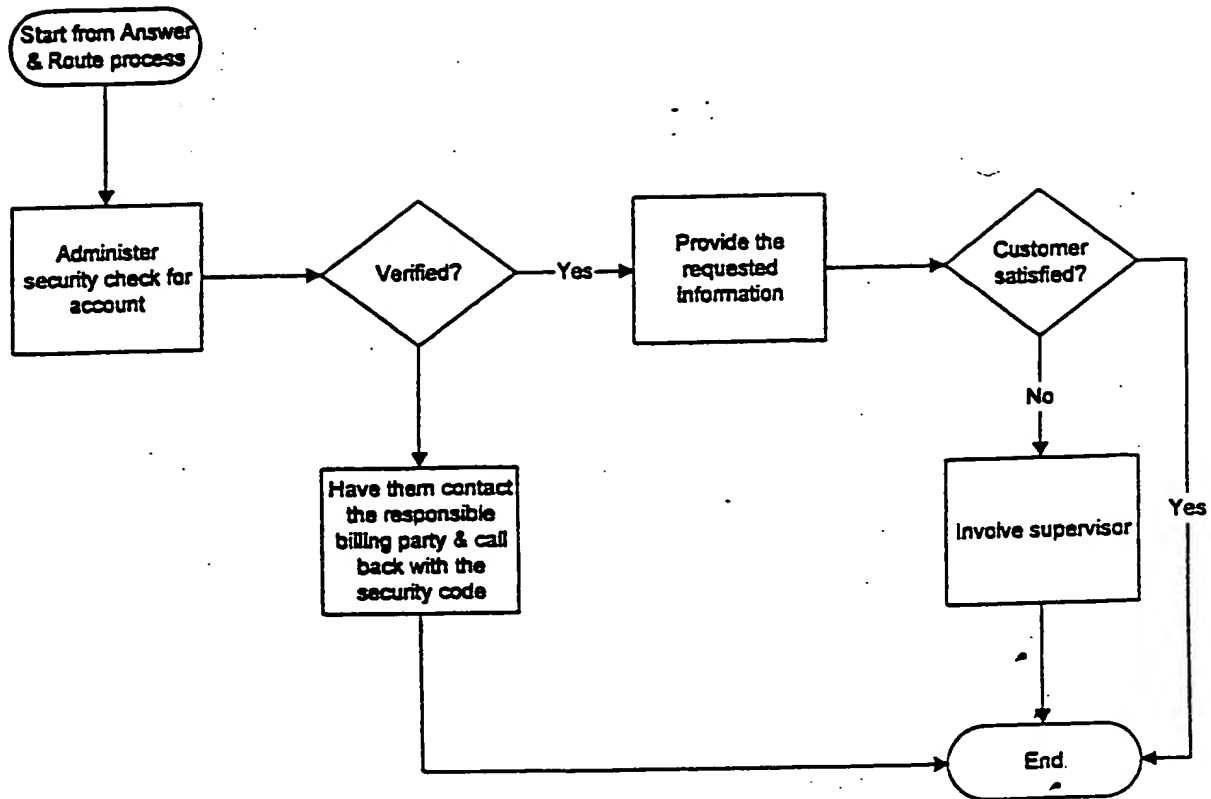 Start from Answer
& Route process
Administer
security check for
account
Verified?
Yes
Provide the
requested
information
Customer
satisfied?
No
Yes
Have them contact
the responsible
billing party & call
back with the
security code
Involve supervisor
End